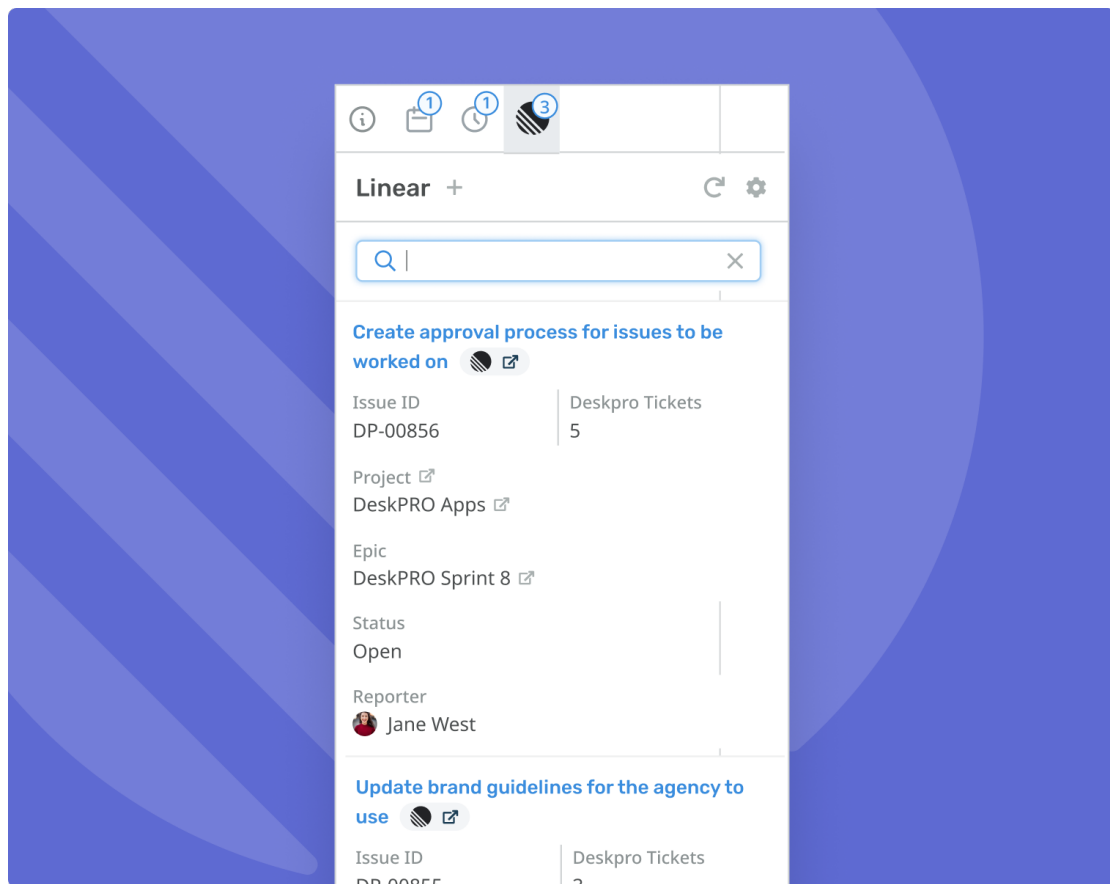 1 1 3
Linear
Create approval process for issues to be
worked on
Issue ID Deskpro Tickets
DP-00856 5
Project
DeskPRO Apps
Epic
DeskPRO Sprint 8
Status
Open
Reporter
Jane West
Update brand guidelines for the agency to
use
Issue ID Deskpro Tickets
DP-00855